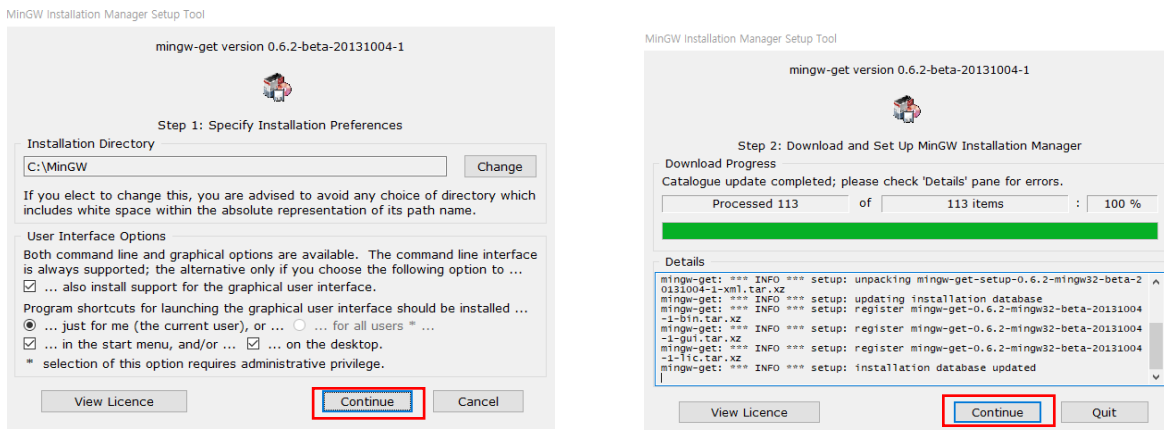 MinGW Installation Manager Setup Tool
mingw-get version 0.6.2-beta-20131004-1
Step 1: Specify Installation Preferences
Installation Directory
C:\MinGW
Change
If you elect to change this, you are advised to avoid any choice of directory which
includes white space within the absolute representation of its path name.
User Interface Options
Both command line and graphical options are available.  The command line interface
is always supported; the alternative only if you choose the following option to ...
... also install support for the graphical user interface.
Program shortcuts for launching the graphical user interface should be installed ...
... just for me (the current user), or ... ... for all users * ...
... in the start menu, and/or ... ... on the desktop.
* selection of this option requires administrative privilege.
View Licence Continue Cancel
MinGW Installation Manager Setup Tool
mingw-get version 0.6.2-beta-20131004-1
Step 2: Download and Set Up MinGW Installation Manager
Download Progress
Catalogue update completed; please check 'Details' pane for errors.
Processed 113 of 113 items : 100 %
Details
mingw-get: *** INFO *** setup: unpacking mingw-get-setup-0.6.2-mingw32-beta-2
0131004-1-xml.tar.xz
mingw-get: *** INFO *** setup: updating installation database
mingw-get: *** INFO *** setup: register mingw-get-0.6.2-mingw32-beta-20131004
-1-bin.tar.xz
mingw-get: *** INFO *** setup: register mingw-get-0.6.2-mingw32-beta-20131004
-1-gui.tar.xz
mingw-get: *** INFO *** setup: register mingw-get-0.6.2-mingw32-beta-20131004
-1-lic.tar.xz
mingw-get: *** INFO *** setup: installation database updated
View Licence Continue Quit